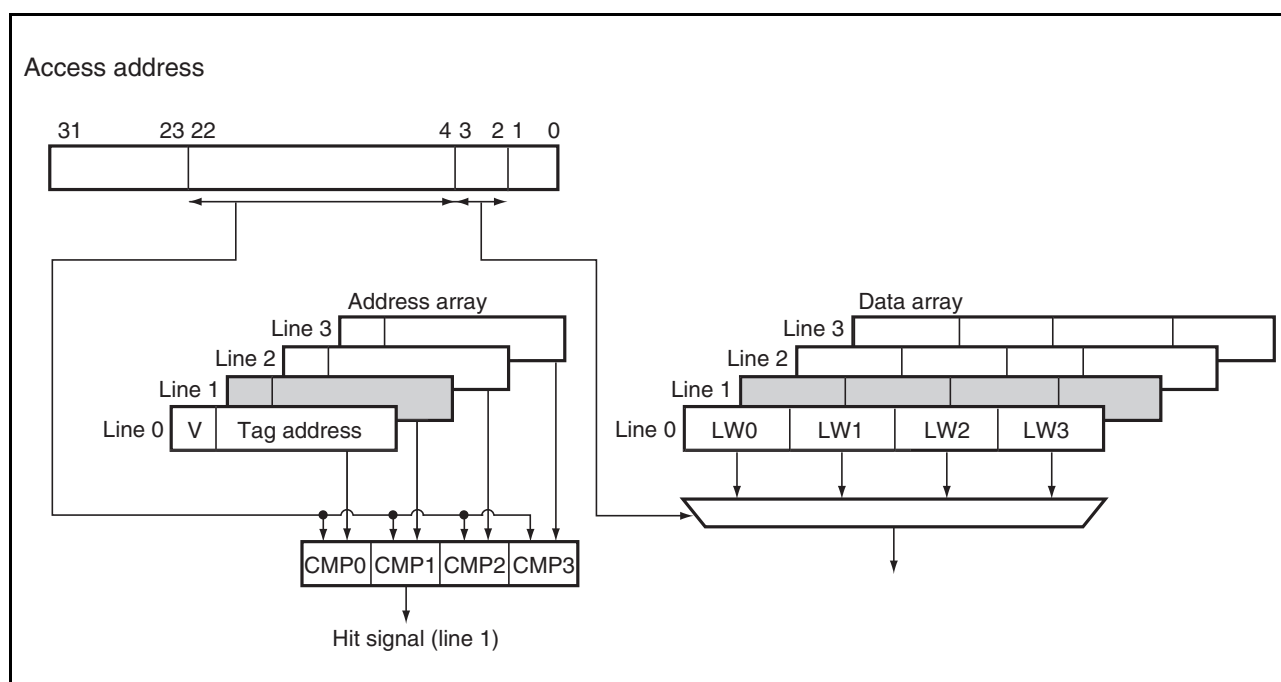 Access address
31 23 22 4 3 2 1 0
Address array
Line 3
Line 2
Line 1
Line 0 V Tag address
CMP0 CMP1 CMP2 CMP3
Hit signal (line 1)
Data array
Line 3
Line 2
Line 1
Line 0 LW0 LW1 LW2 LW3